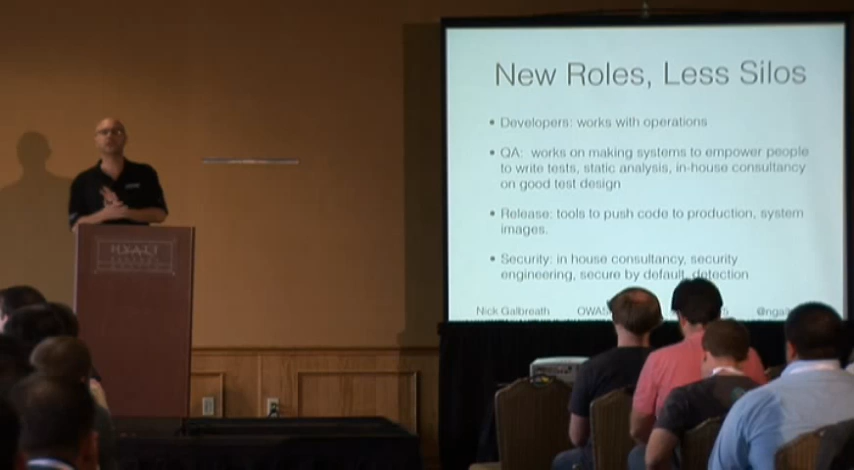 HYATT
New Roles, Less Silos
• Developers: works with operations
• QA: works on making systems to empower people
to write tests, static analysis, in-house consultancy
on good test design
• Release: tools to push code to production, system
images.
• Security: in house consultancy, security
engineering, secure by default, detection
Nick Galbreath